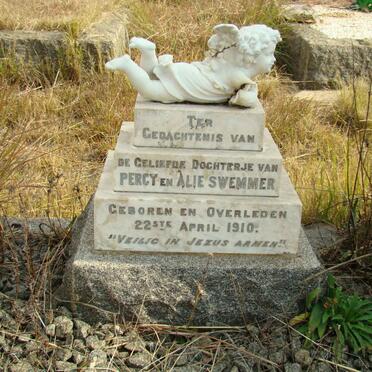 TER
GEDACHTENIS VAN
DE GELIEFDE DOCHTERJE VAN
PERCY EN ALIE SWEMMER
GEBOREN EN OVERLEDEN
22STE APRIL 1910.
"VEILIG IN JEZUS ARMEN"